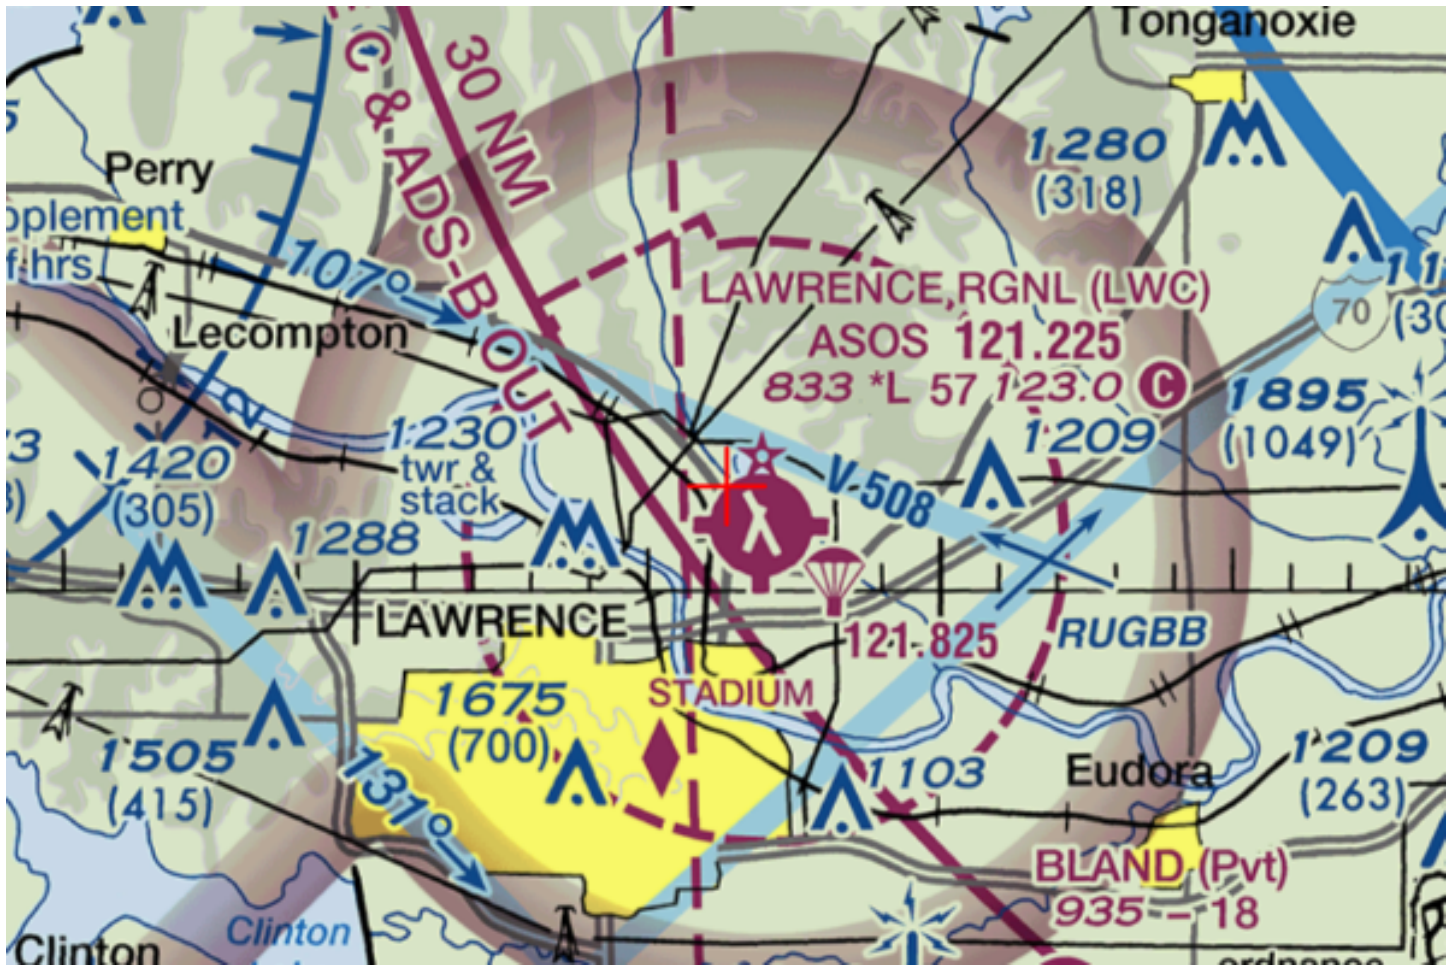 Tonganoxie
30 NM
C & ADS-B OUT
1280
(318)
Perry
pplement
f hrs
107°
LAWRENCE RGNL (LWC)
ASOS 121.225
833 *L 57 123.0 C
70
Lecompton
12
1230
twr &
stack
1420
(305)
1209
1895
(1049)
V-508
1288
LAWRENCE
121.825
RUGBB
STADIUM
1675
(700)
1505
(415)
131°
1103
Eudora
1209
(263)
BLAND (Pvt)
935 – 18
Clinton
Clinton
ordnance